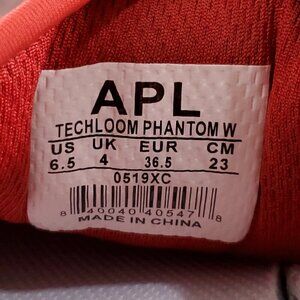 APL
TECHLOOM PHANTOM W
US UK EUR CM
6.5 4 36.5 23
0519XC
8 40040 40547 8
MADE IN CHINA